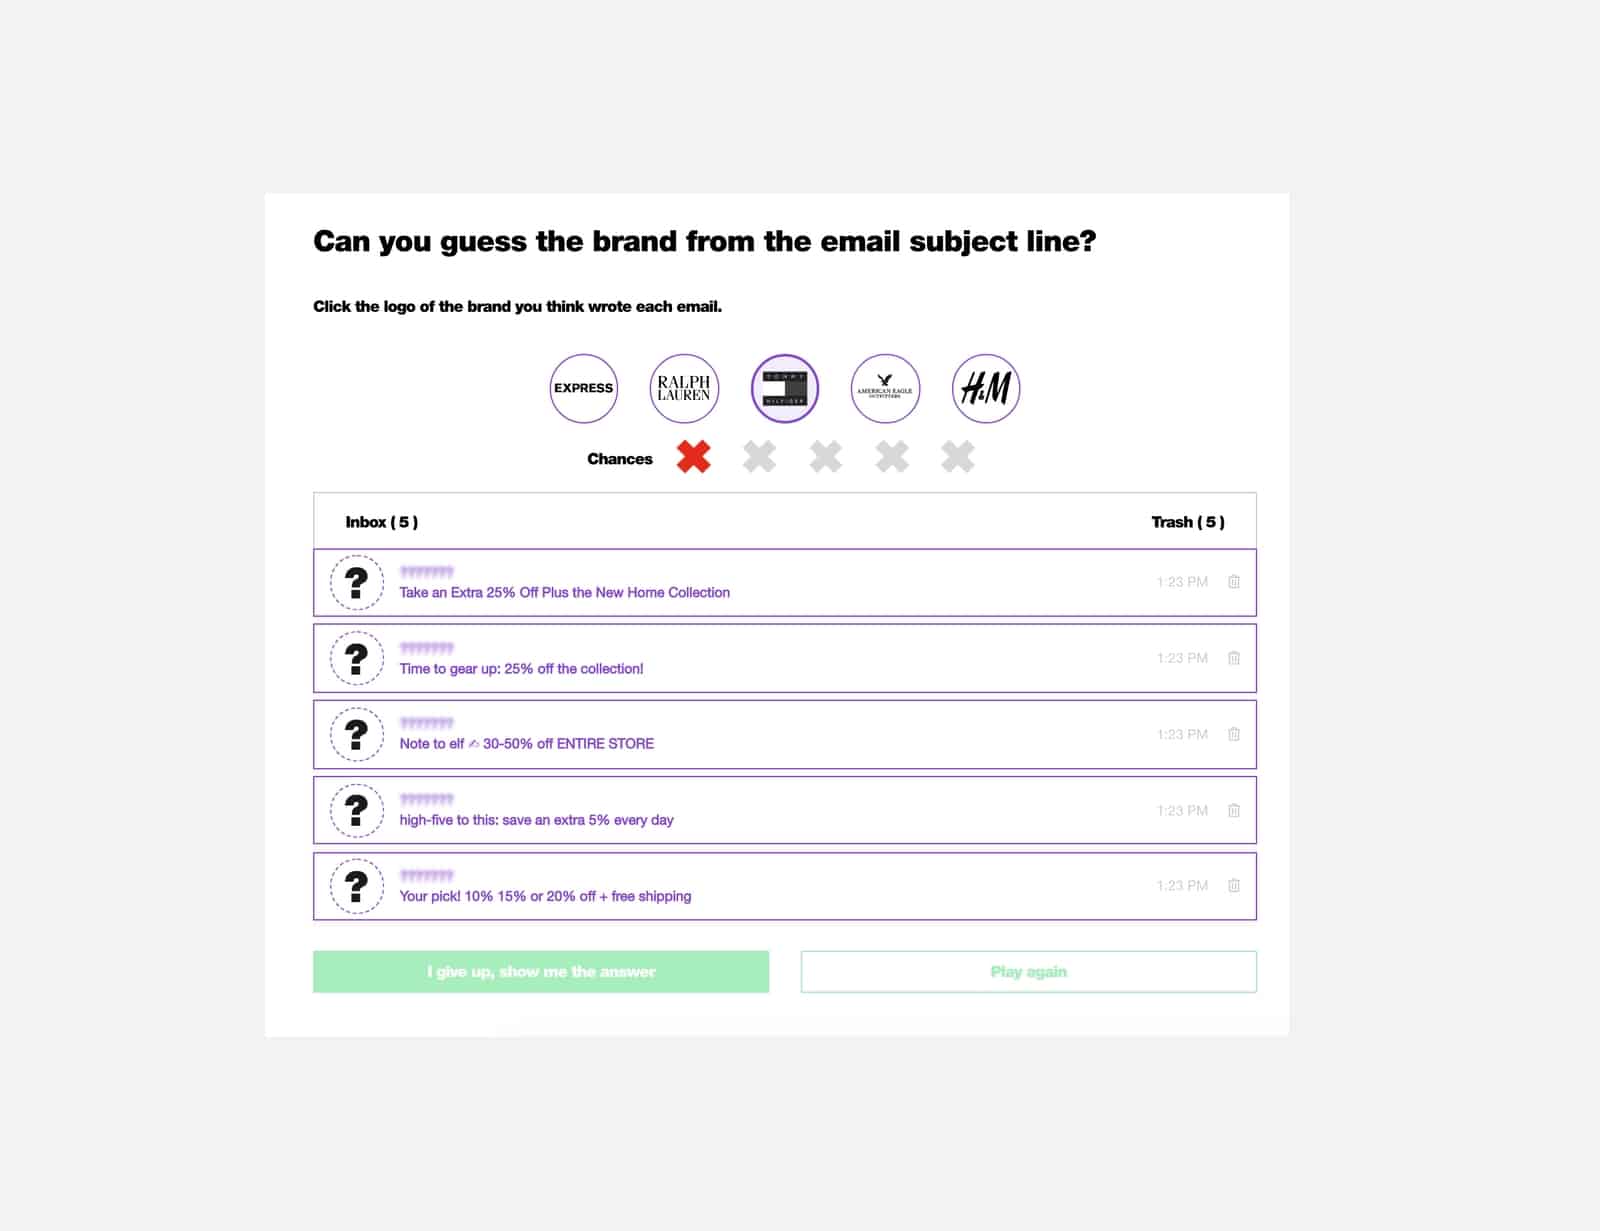 Can you guess the brand from the email subject line?
Click the logo of the brand you think wrote each email.
EXPRESS
RALPH
LAUREN
TOMMY
HILFIGER
AMERICAN EAGLE
OUTFITTERS
H&M
Chances
Inbox ( 5 )
Trash ( 5 )
?
???????
Take an Extra 25% Off Plus the New Home Collection
1:23 PM
?
???????
Time to gear up: 25% off the collection!
1:23 PM
?
???????
Note to elf ✍ 30-50% off ENTIRE STORE
1:23 PM
?
???????
high-five to this: save an extra 5% every day
1:23 PM
?
???????
Your pick! 10% 15% or 20% off + free shipping
1:23 PM
I give up, show me the answer
Play again